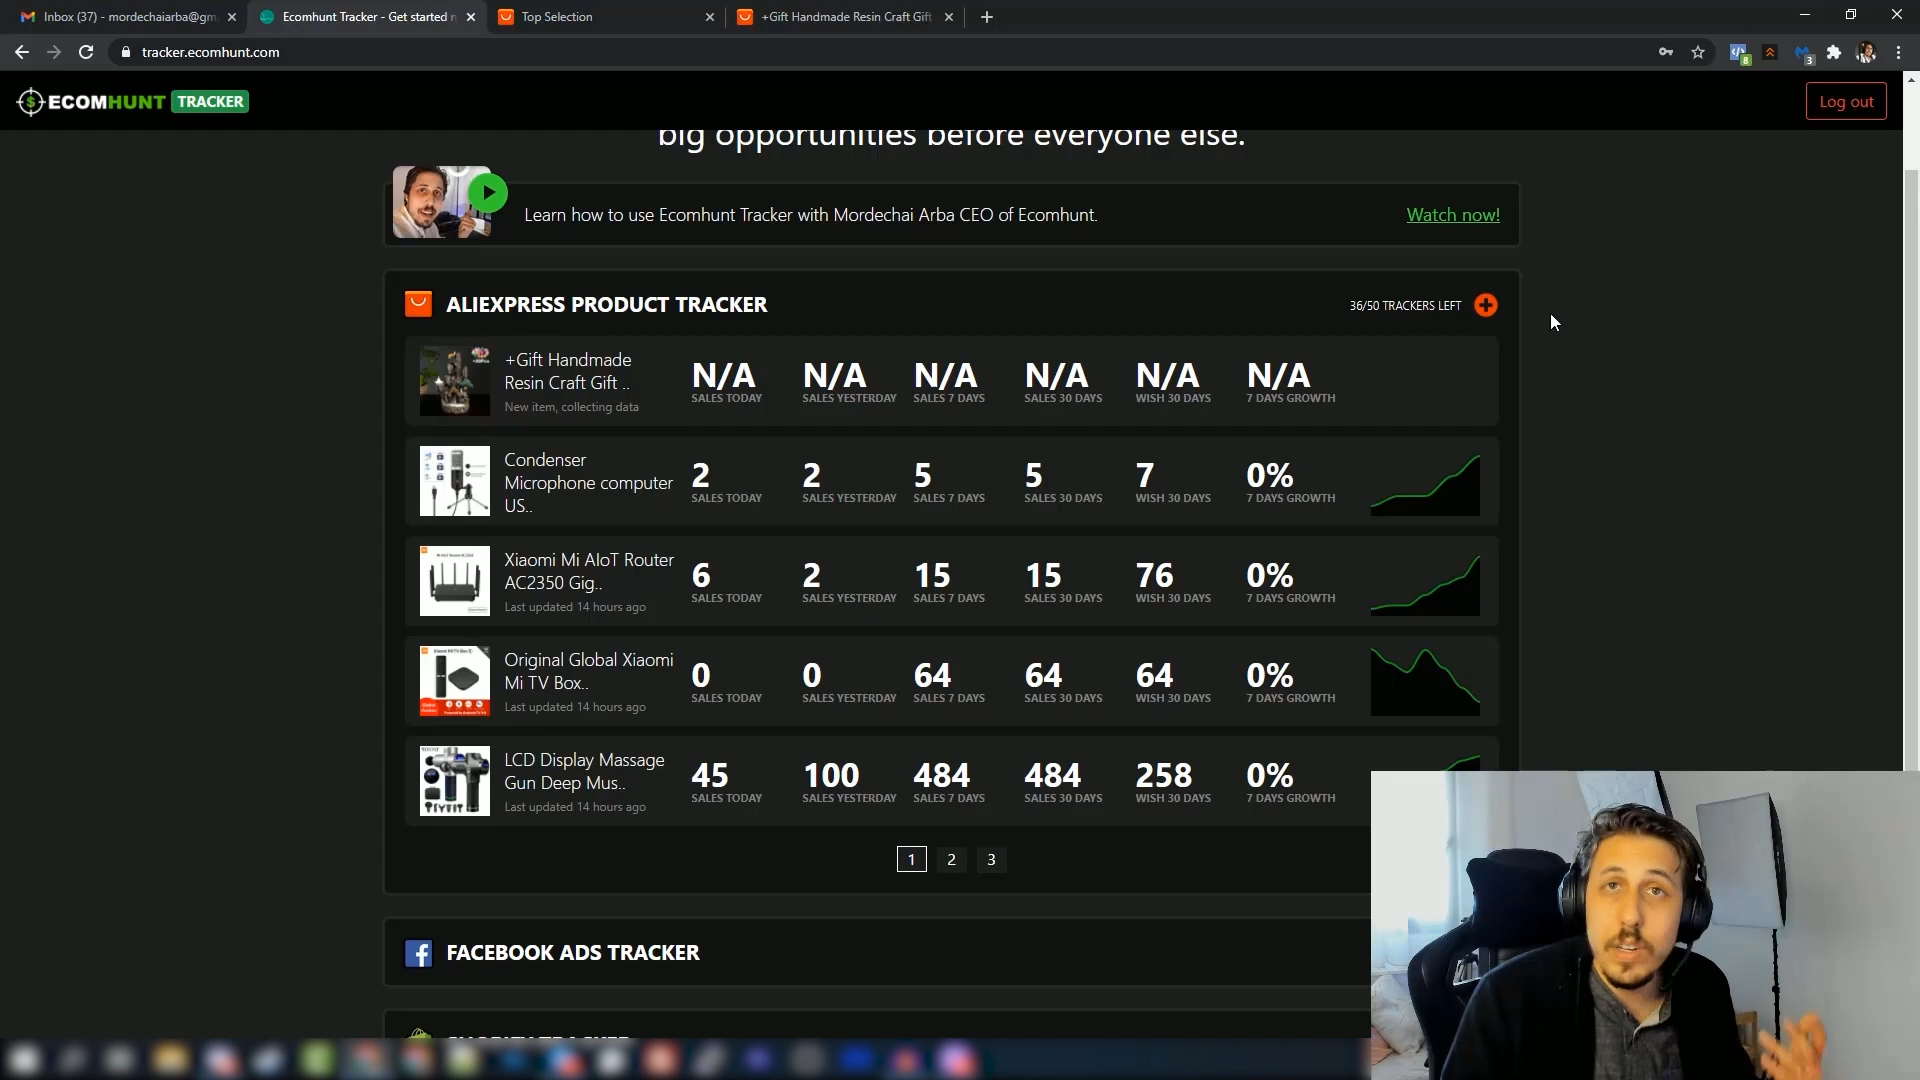 Inbox (37) - mordechaiarba@gm
Ecomhunt Tracker - Get started n
Top Selection
+Gift Handmade Resin Craft Gift
tracker.ecomhunt.com
8
3
ECOMHUNT TRACKER
Log out
big opportunities before everyone else.
Learn how to use Ecomhunt Tracker with Mordechai Arba CEO of Ecomhunt.
Watch now!
ALIEXPRESS PRODUCT TRACKER
36/50 TRACKERS LEFT
+Gift Handmade
Resin Craft Gift ..
New item, collecting data
N/A N/A N/A N/A N/A N/A
SALES TODAY SALES YESTERDAY SALES 7 DAYS SALES 30 DAYS WISH 30 DAYS 7 DAYS GROWTH
Condenser
Microphone computer
US..
2 2 5 5 7 0%
SALES TODAY SALES YESTERDAY SALES 7 DAYS SALES 30 DAYS WISH 30 DAYS 7 DAYS GROWTH
Xiaomi Mi AIoT Router
AC2350 Gig..
Last updated 14 hours ago
6 2 15 15 76 0%
SALES TODAY SALES YESTERDAY SALES 7 DAYS SALES 30 DAYS WISH 30 DAYS 7 DAYS GROWTH
Original Global Xiaomi
Mi TV Box..
Last updated 14 hours ago
0 0 64 64 64 0%
SALES TODAY SALES YESTERDAY SALES 7 DAYS SALES 30 DAYS WISH 30 DAYS 7 DAYS GROWTH
LCD Display Massage
Gun Deep Mus..
Last updated 14 hours ago
45 100 484 484 258 0%
SALES TODAY SALES YESTERDAY SALES 7 DAYS SALES 30 DAYS WISH 30 DAYS 7 DAYS GROWTH
1 2 3
FACEBOOK ADS TRACKER